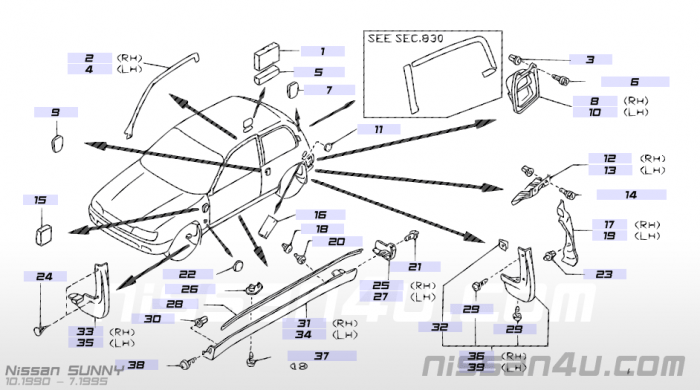 SEE SEC.830
1
2 (RH)
4 (LH)
5
7
3
6
8 (RH)
10 (LH)
9
11
12 (RH)
13 (LH)
14
15
16
18
20
17 (RH)
19 (LH)
22
21
23
24
26
28
25 (RH)
27 (LH)
29
30
31 (RH)
34 (LH)
32
29
33 (RH)
35 (LH)
36 (RH)
39 (LH)
37
38
nissan4u.com
Nissan SUNNY
10.1990 - 7.1995
nissan4u.com